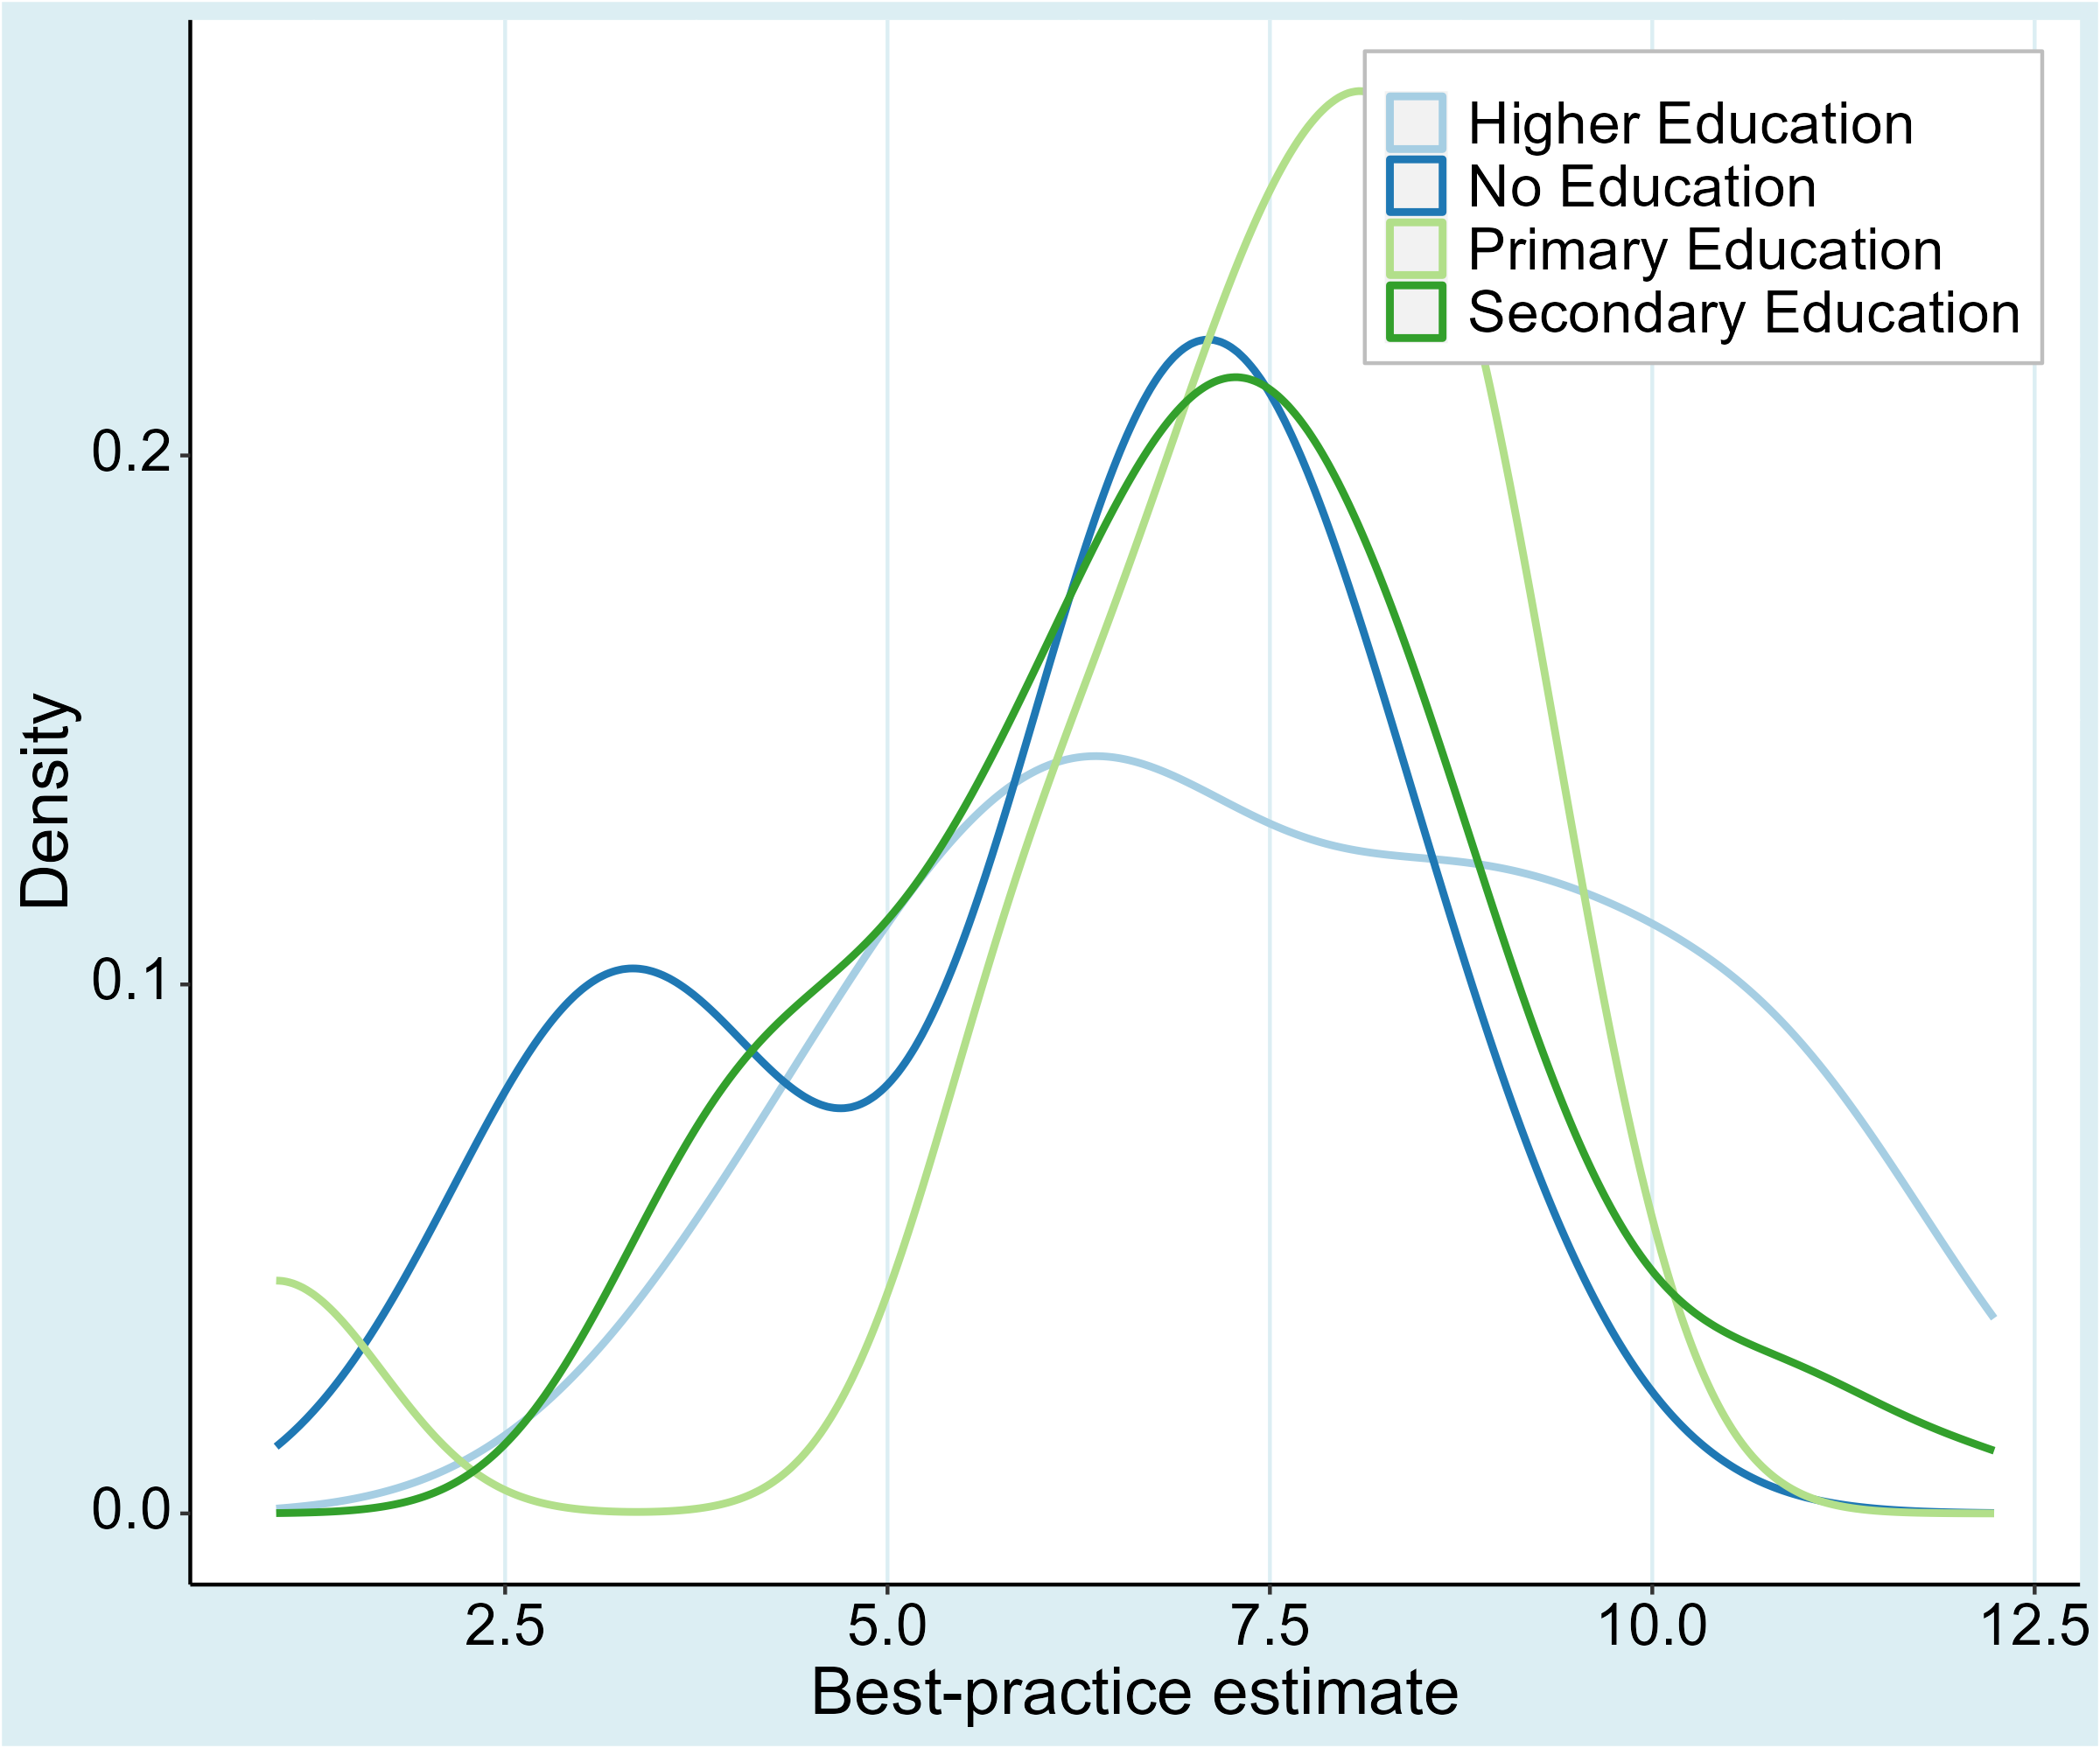 Higher Education
No Education
Primary Education
Secondary Education
Density
0.2
0.1
0.0
2.5 5.0 7.5 10.0 12.5
Best-practice estimate